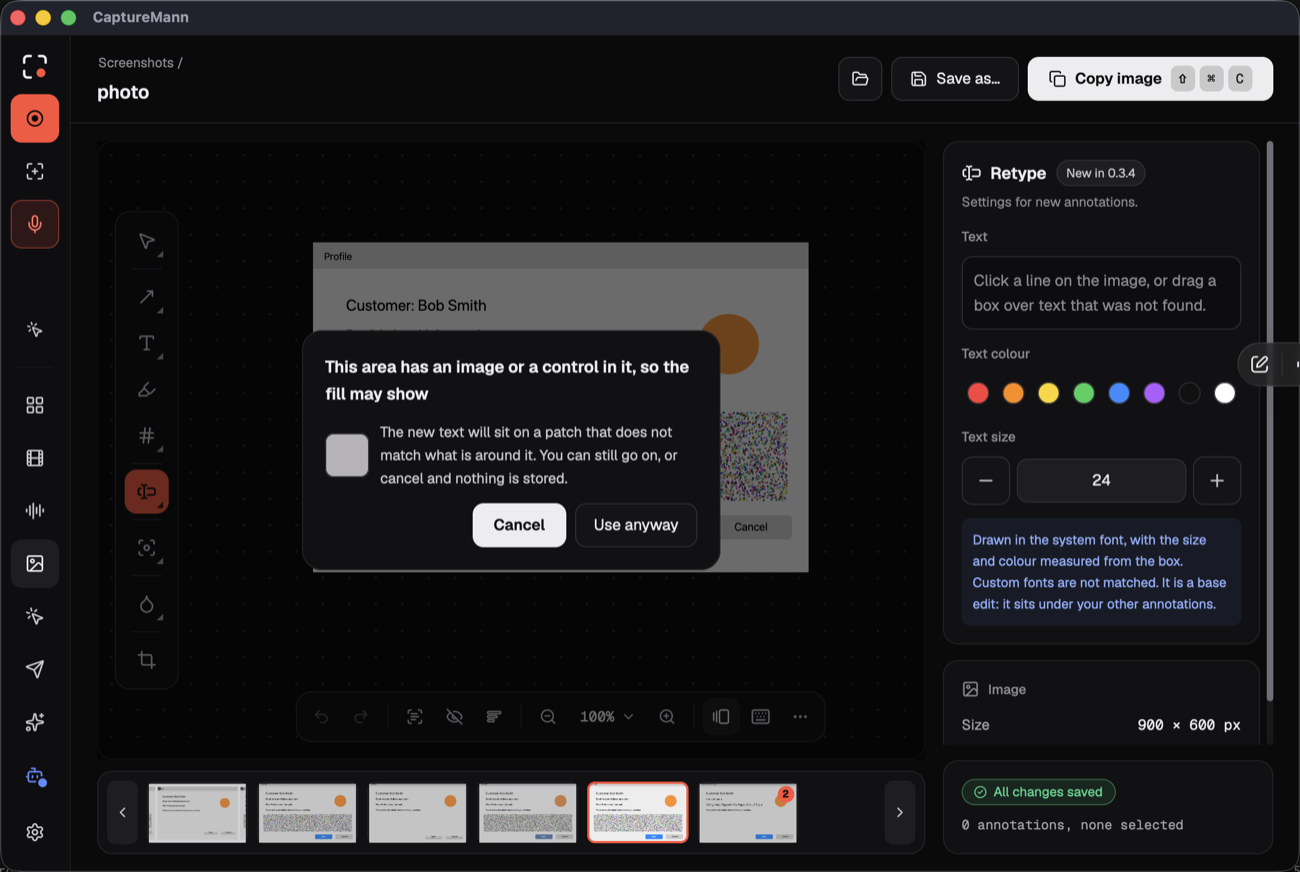 CaptureMann
Screenshots /
photo
Save as...
Copy image ⇧ ⌘ C
Retype New in 0.3.4
Settings for new annotations.
Text
Click a line on the image, or drag a
box over text that was not found.
Text colour
Text size
− 24 +
Drawn in the system font, with the size
and colour measured from the box.
Custom fonts are not matched. It is a base
edit: it sits under your other annotations.
Image
Size 900 × 600 px
All changes saved
0 annotations, none selected
Profile
Customer: Bob Smith
This area has an image or a control in it, so the
fill may show
The new text will sit on a patch that does not
match what is around it. You can still go on, or
cancel and nothing is stored.
Cancel Use anyway
Cancel
100%
2